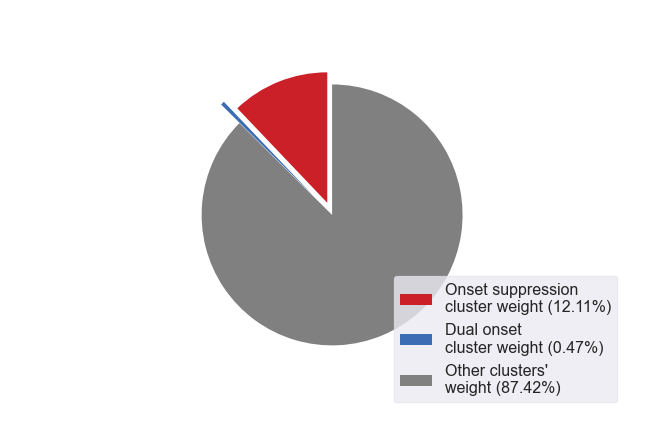 Onset suppression
cluster weight (12.11%)
Dual onset
cluster weight (0.47%)
Other clusters'
weight (87.42%)